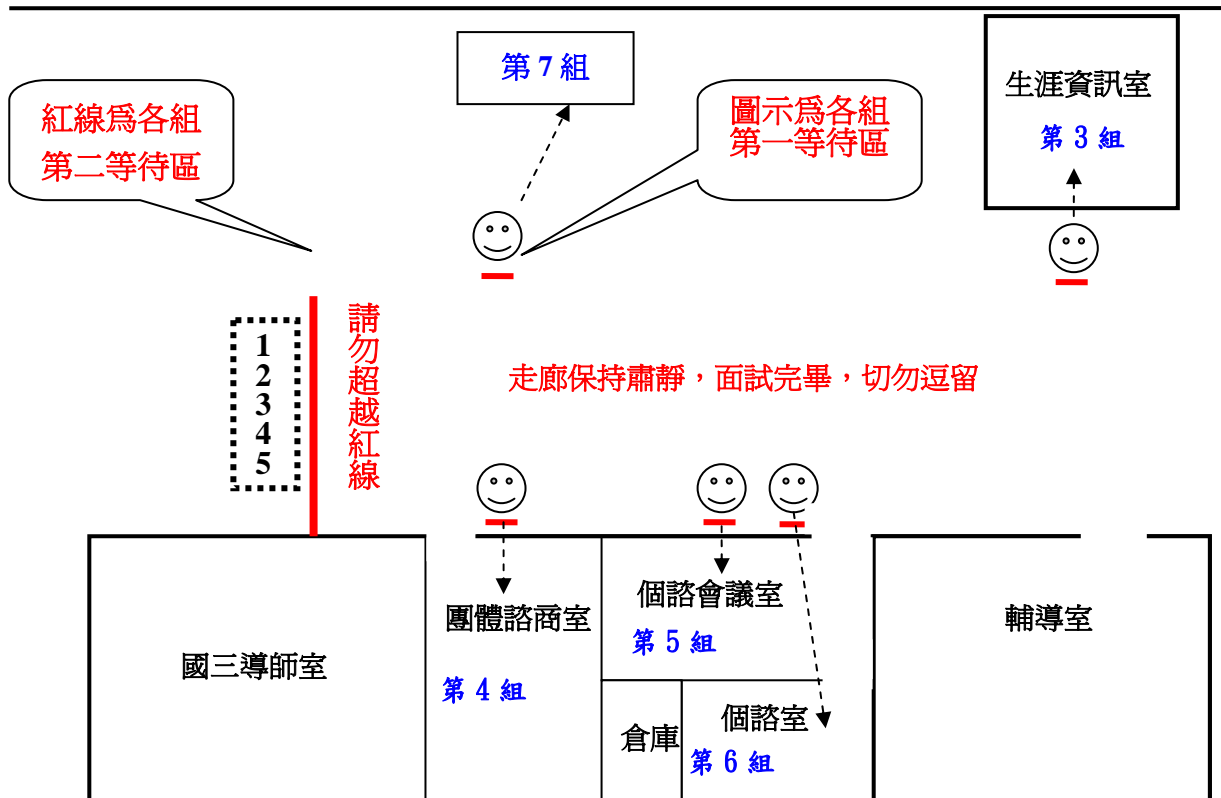 第 7 組
生涯資訊室
第 3 組
紅線爲各組
第二等待區
圖示爲各組
第一等待區
1
2
3
4
5
請勿超越紅線
走廊保持肅靜，面試完畢，切勿逗留
國三導師室
團體諮商室
第 4 組
個諮會議室
第 5 組
倉庫
個諮室
第 6 組
輔導室